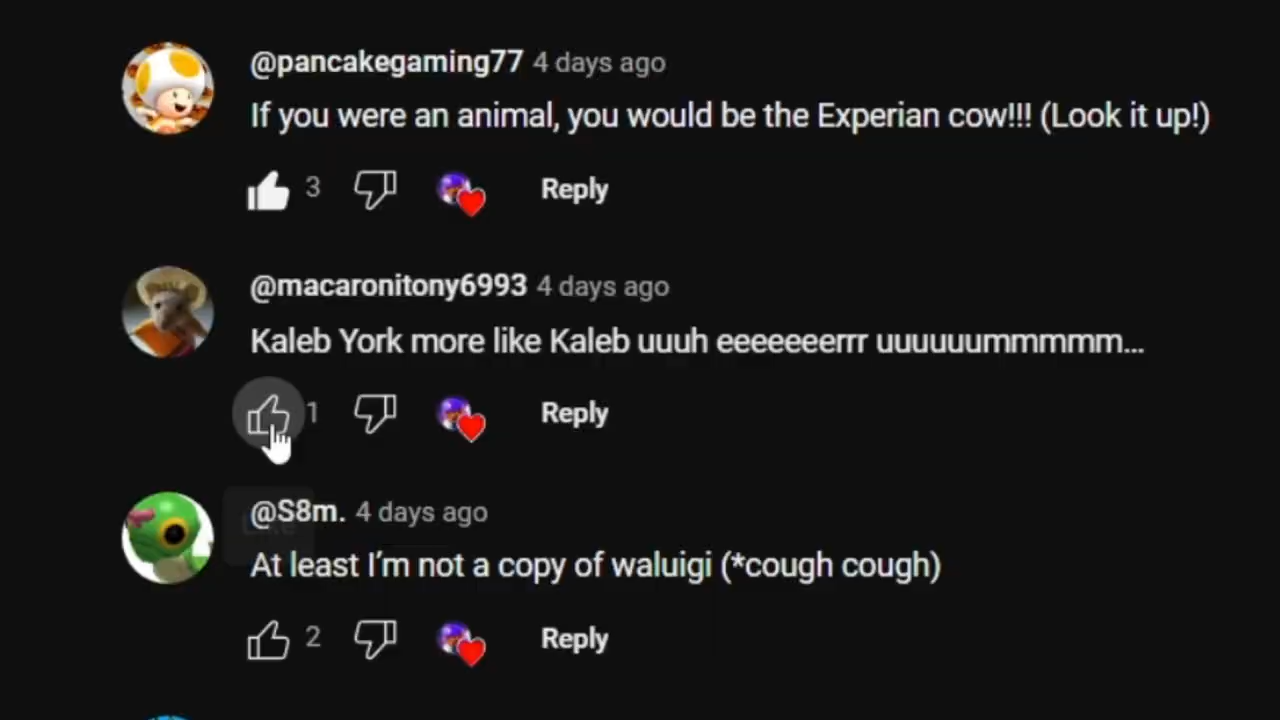 @pancakegaming77 4 days ago
If you were an animal, you would be the Experian cow!!! (Look it up!)
3 Reply
@macaronitony6993 4 days ago
Kaleb York more like Kaleb uuuh eeeeeeerrr uuuuuummmmm...
1 Reply
@S8m. 4 days ago
At least I'm not a copy of waluigi (*cough cough)
2 Reply